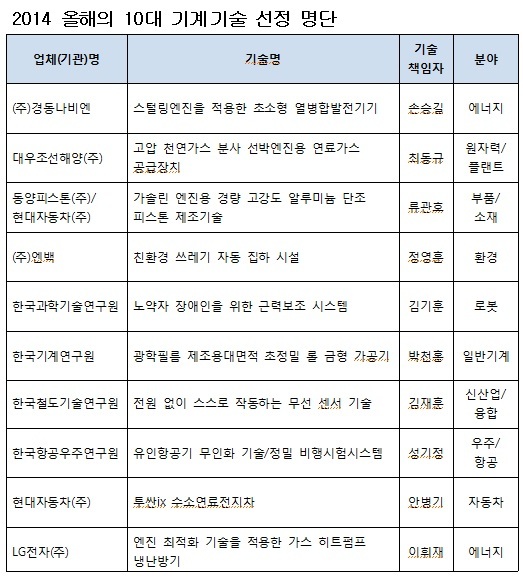 2014 올해의 10대 기계기술 선정 명단
업체(기관)명
기술명
기술
책임자
분야
(주)경동나비엔
스털링엔진을 적용한 초소형 열병합발전기기
손승길
에너지
대우조선해양(주)
고압 천연가스 분사 선박엔진용 연료가스
공급장치
최동규
원자력/
플랜트
동양피스톤(주)/
현대자동차(주)
가솔린 엔진용 경량 고강도 알루미늄 단조
피스톤 제조기술
류관호
부품/
소재
(주)엔백
친환경 쓰레기 자동 집하 시설
정영훈
환경
한국과학기술연구원
노약자 장애인을 위한 근력보조 시스템
김기훈
로봇
한국기계연구원
광학필름 제조용대면적 초정밀 롤 금형 가공기
박천홍
일반기계
한국철도기술연구원
전원 없이 스스로 작동하는 무선 센서 기술
김재훈
신산업/
융합
한국항공우주연구원
유인항공기 무인화 기술/정밀 비행시험시스템
성기정
우주/
항공
현대자동차(주)
투싼ix 수소연료전지차
안병기
자동차
LG전자(주)
엔진 최적화 기술을 적용한 가스 히트펌프
냉난방기
이휘재
에너지